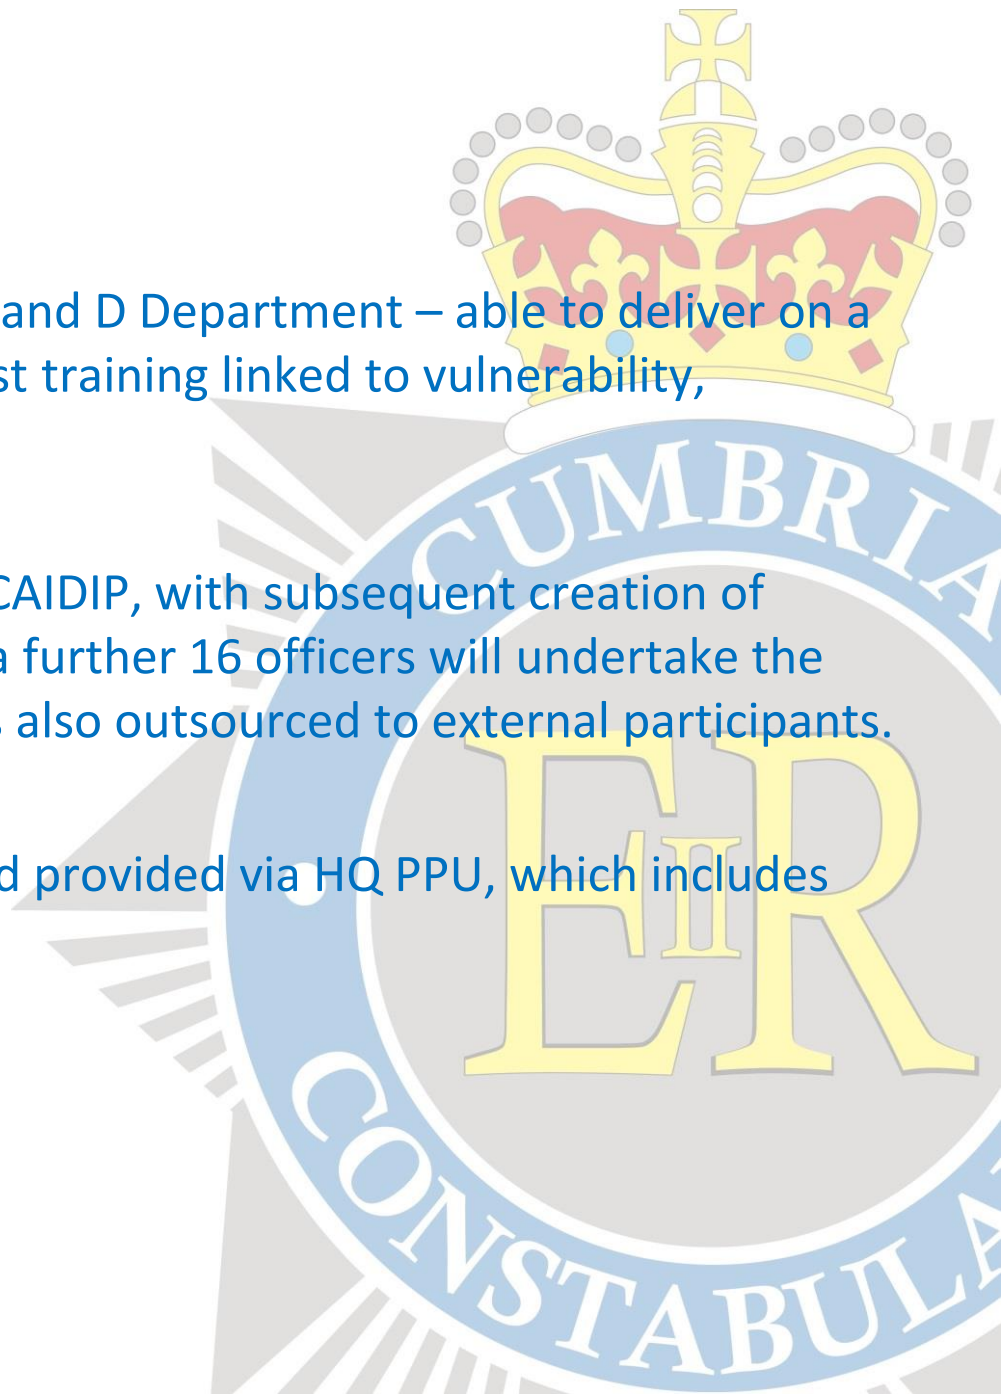 and D Department – able to deliver on a
st training linked to vulnerability,
CAIDIP, with subsequent creation of
a further 16 officers will undertake the
s also outsourced to external participants.
d provided via HQ PPU, which includes
CUMBRIA
EIIR
CONSTABULA